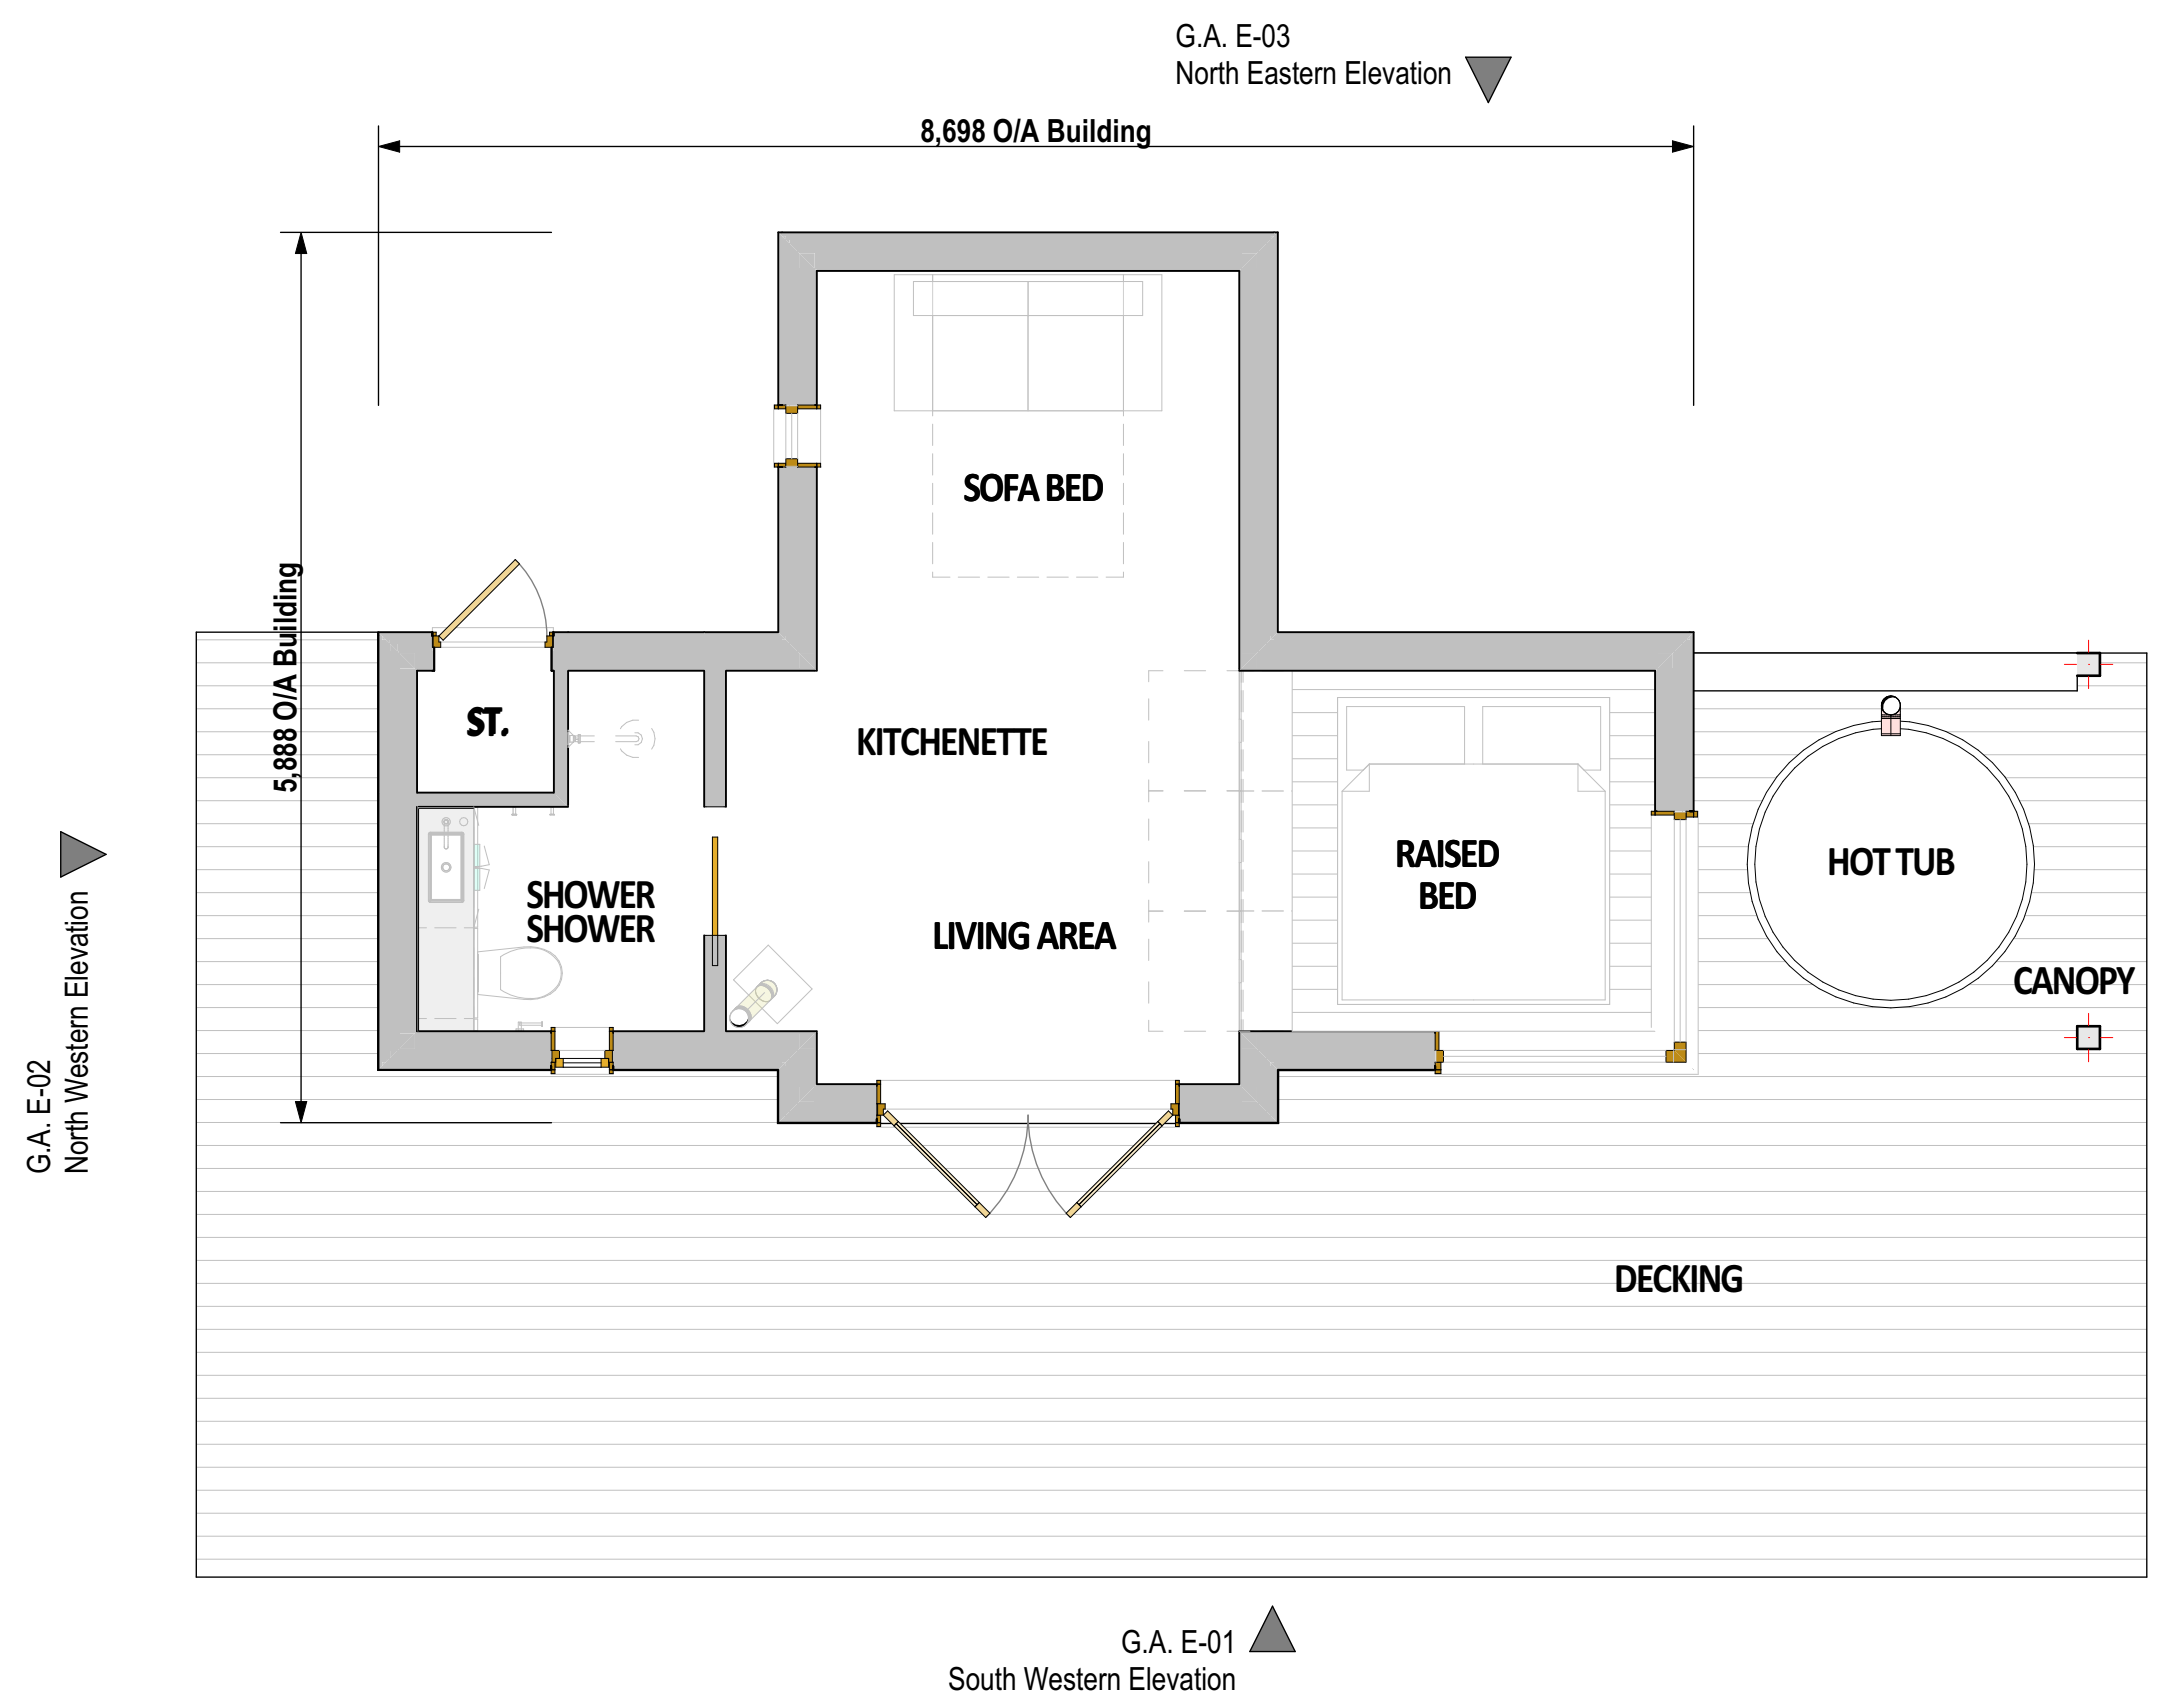 G.A. E-03
North Eastern Elevation
8,698 O/A Building
5,888 O/A Building
SOFA BED
ST.
KITCHENETTE
RAISED
BED
HOT TUB
SHOWER
SHOWER
LIVING AREA
CANOPY
G.A. E-02
North Western Elevation
DECKING
G.A. E-01
South Western Elevation